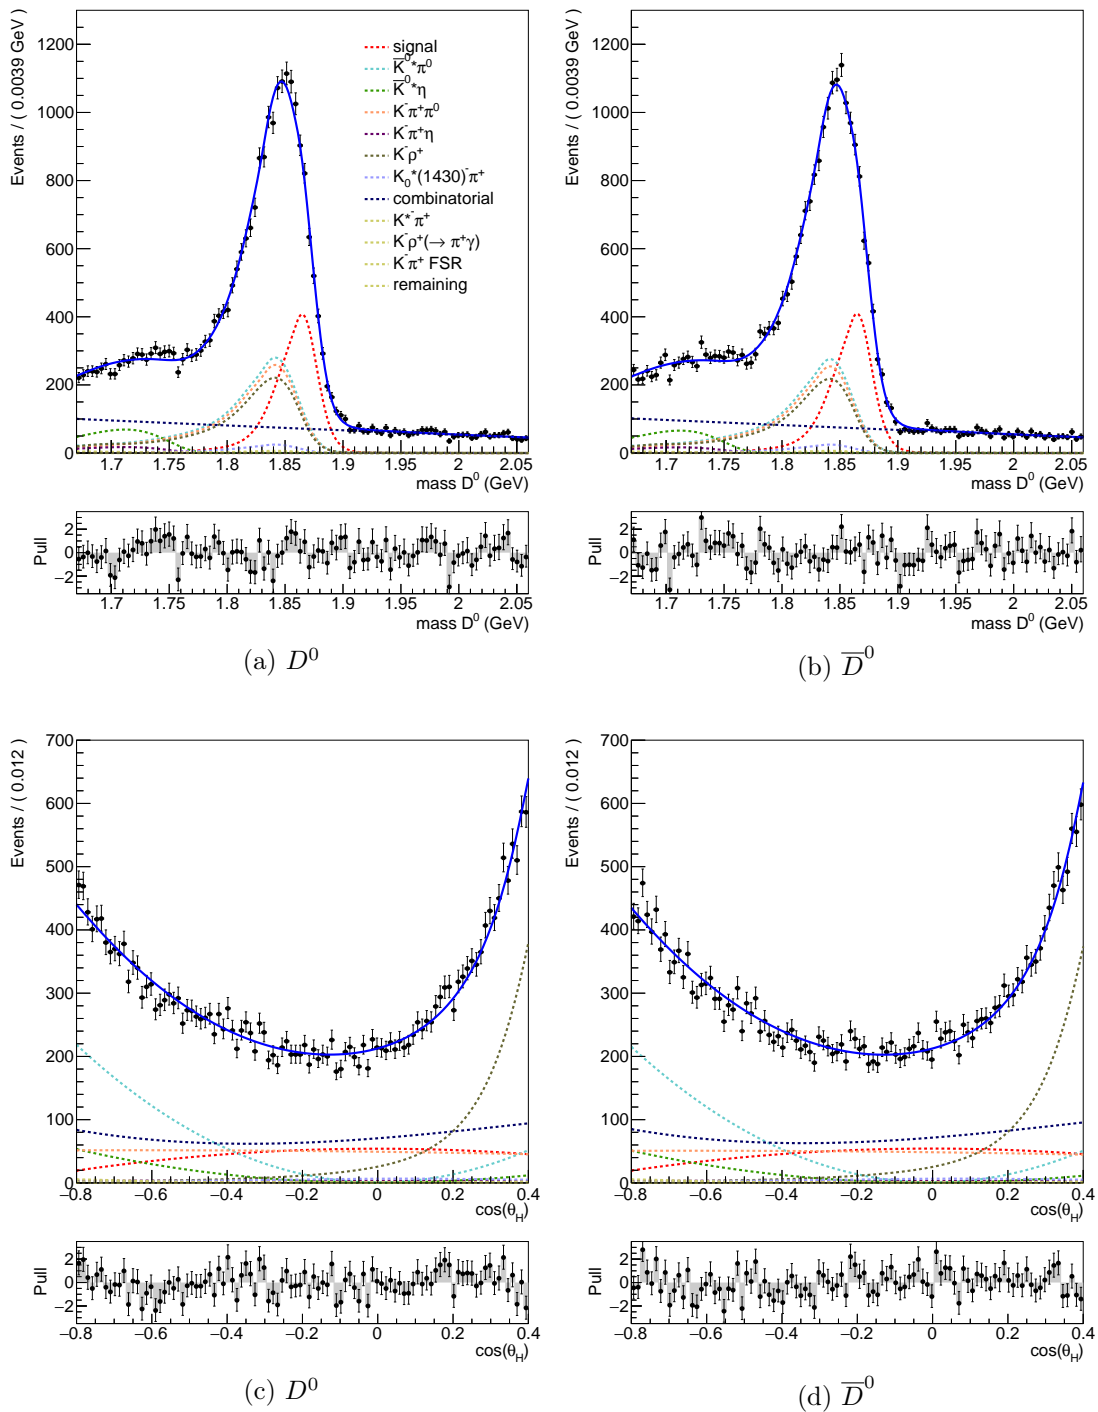 Events / ( 0.0039 GeV )
1200
1000
800
600
400
200
0
signal
K̅⁰*π⁰
K̅⁰*η
K⁻π⁺π⁰
K⁻π⁺η
K⁻ρ⁺
K₀*(1430)⁻π⁺
combinatorial
K*⁻π⁺
K⁻ρ⁺(→ π⁺γ)
K⁻π⁺ FSR
remaining
1.7 1.75 1.8 1.85 1.9 1.95 2 2.05
mass D⁰ (GeV)
Pull
2
0
−2
1.7 1.75 1.8 1.85 1.9 1.95 2 2.05
mass D⁰ (GeV)
(a) D⁰
Events / ( 0.0039 GeV )
1200
1000
800
600
400
200
0
1.7 1.75 1.8 1.85 1.9 1.95 2 2.05
mass D⁰ (GeV)
Pull
2
0
−2
1.7 1.75 1.8 1.85 1.9 1.95 2 2.05
mass D⁰ (GeV)
(b) D̅⁰
Events / ( 0.012 )
700
600
500
400
300
200
100
0
−0.8 −0.6 −0.4 −0.2 0 0.2 0.4
cos(θ_H)
Pull
2
0
−2
−0.8 −0.6 −0.4 −0.2 0 0.2 0.4
cos(θ_H)
(c) D⁰
Events / ( 0.012 )
700
600
500
400
300
200
100
0
−0.8 −0.6 −0.4 −0.2 0 0.2 0.4
cos(θ_H)
Pull
2
0
−2
−0.8 −0.6 −0.4 −0.2 0 0.2 0.4
cos(θ_H)
(d) D̅⁰